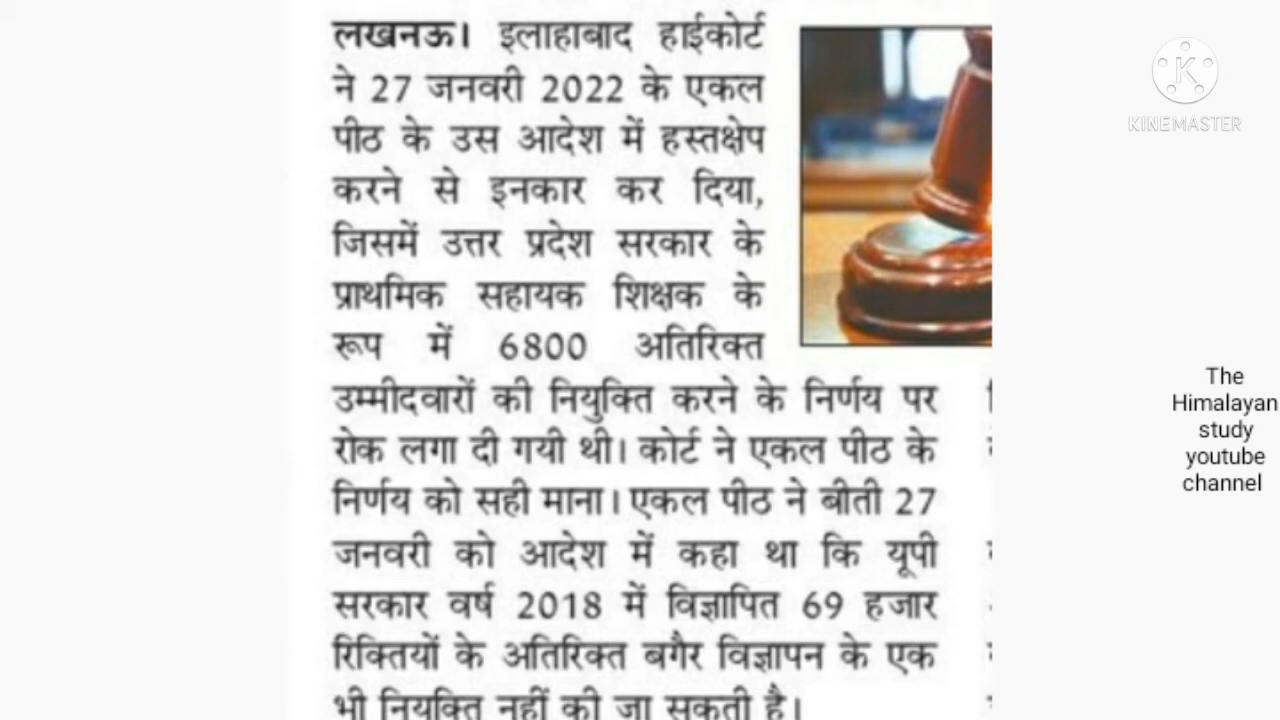 लखनऊ। इलाहाबाद हाईकोर्ट
ने 27 जनवरी 2022 के एकल
पीठ के उस आदेश में हस्तक्षेप
करने से इनकार कर दिया,
जिसमें उत्तर प्रदेश सरकार के
प्राथमिक सहायक शिक्षक के
रूप में 6800 अतिरिक्त
उम्मीदवारों की नियुक्ति करने के निर्णय पर
रोक लगा दी गयी थी। कोर्ट ने एकल पीठ के
निर्णय को सही माना। एकल पीठ ने बीती 27
जनवरी को आदेश में कहा था कि यूपी
सरकार वर्ष 2018 में विज्ञापित 69 हजार
रिक्तियों के अतिरिक्त बगैर विज्ञापन के एक
भी नियुक्ति नहीं की जा सकती है।
K
KINEMASTER
The
Himalayan
study
youtube
channel